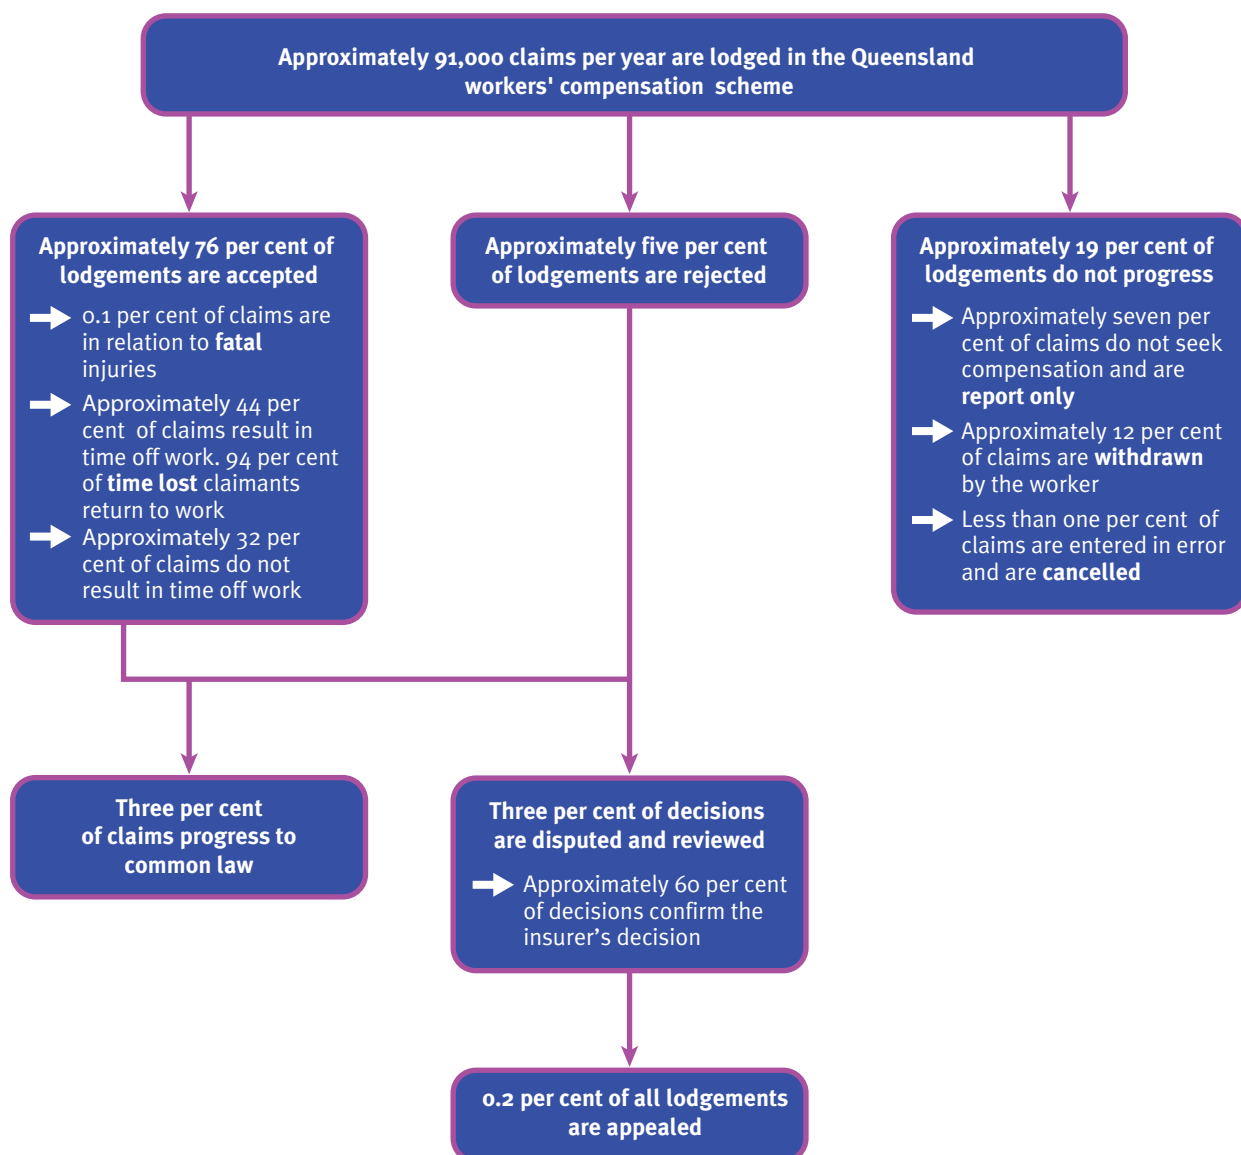 Approximately 91,000 claims per year are lodged in the Queensland
workers' compensation scheme
Approximately 76 per cent of
lodgements are accepted
0.1 per cent of claims are
in relation to fatal
injuries
Approximately 44 per
cent of claims result in
time off work. 94 per cent
of time lost claimants
return to work
Approximately 32 per
cent of claims do not
result in time off work
Approximately five per cent
of lodgements are rejected
Approximately 19 per cent of
lodgements do not progress
Approximately seven per
cent of claims do not seek
compensation and are
report only
Approximately 12 per cent
of claims are withdrawn
by the worker
Less than one per cent of
claims are entered in error
and are cancelled
Three per cent
of claims progress to
common law
Three per cent of decisions
are disputed and reviewed
Approximately 60 per cent
of decisions confirm the
insurer’s decision
0.2 per cent of all lodgements
are appealed